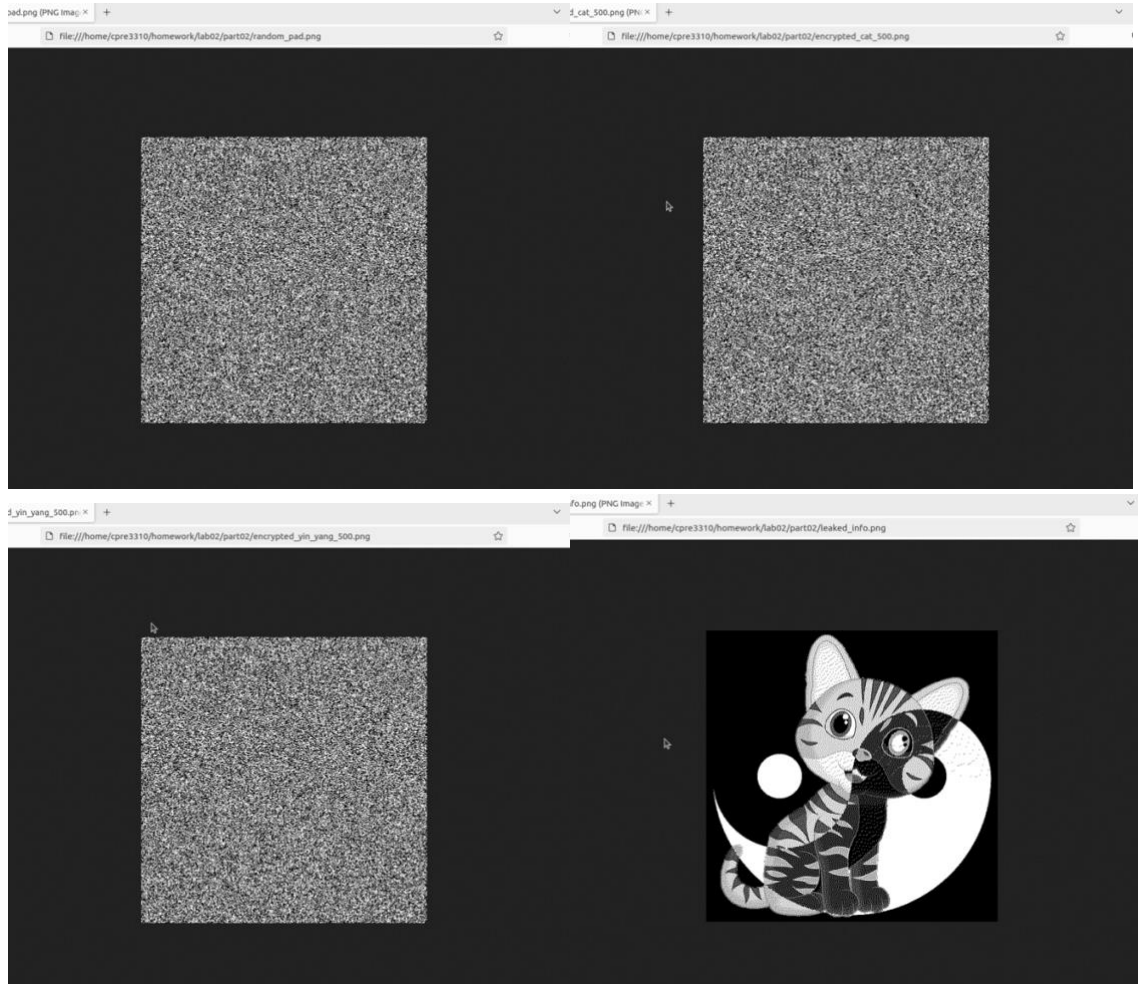 oad.png (PNG Imag × +
file:///home/cpre3310/homework/lab02/part02/random_pad.png
d_cat_500.png (PN × +
file:///home/cpre3310/homework/lab02/part02/encrypted_cat_500.png
d_yin_yang_500.pn × +
file:///home/cpre3310/homework/lab02/part02/encrypted_yin_yang_500.png
nfo.png (PNG Image × +
file:///home/cpre3310/homework/lab02/part02/leaked_info.png